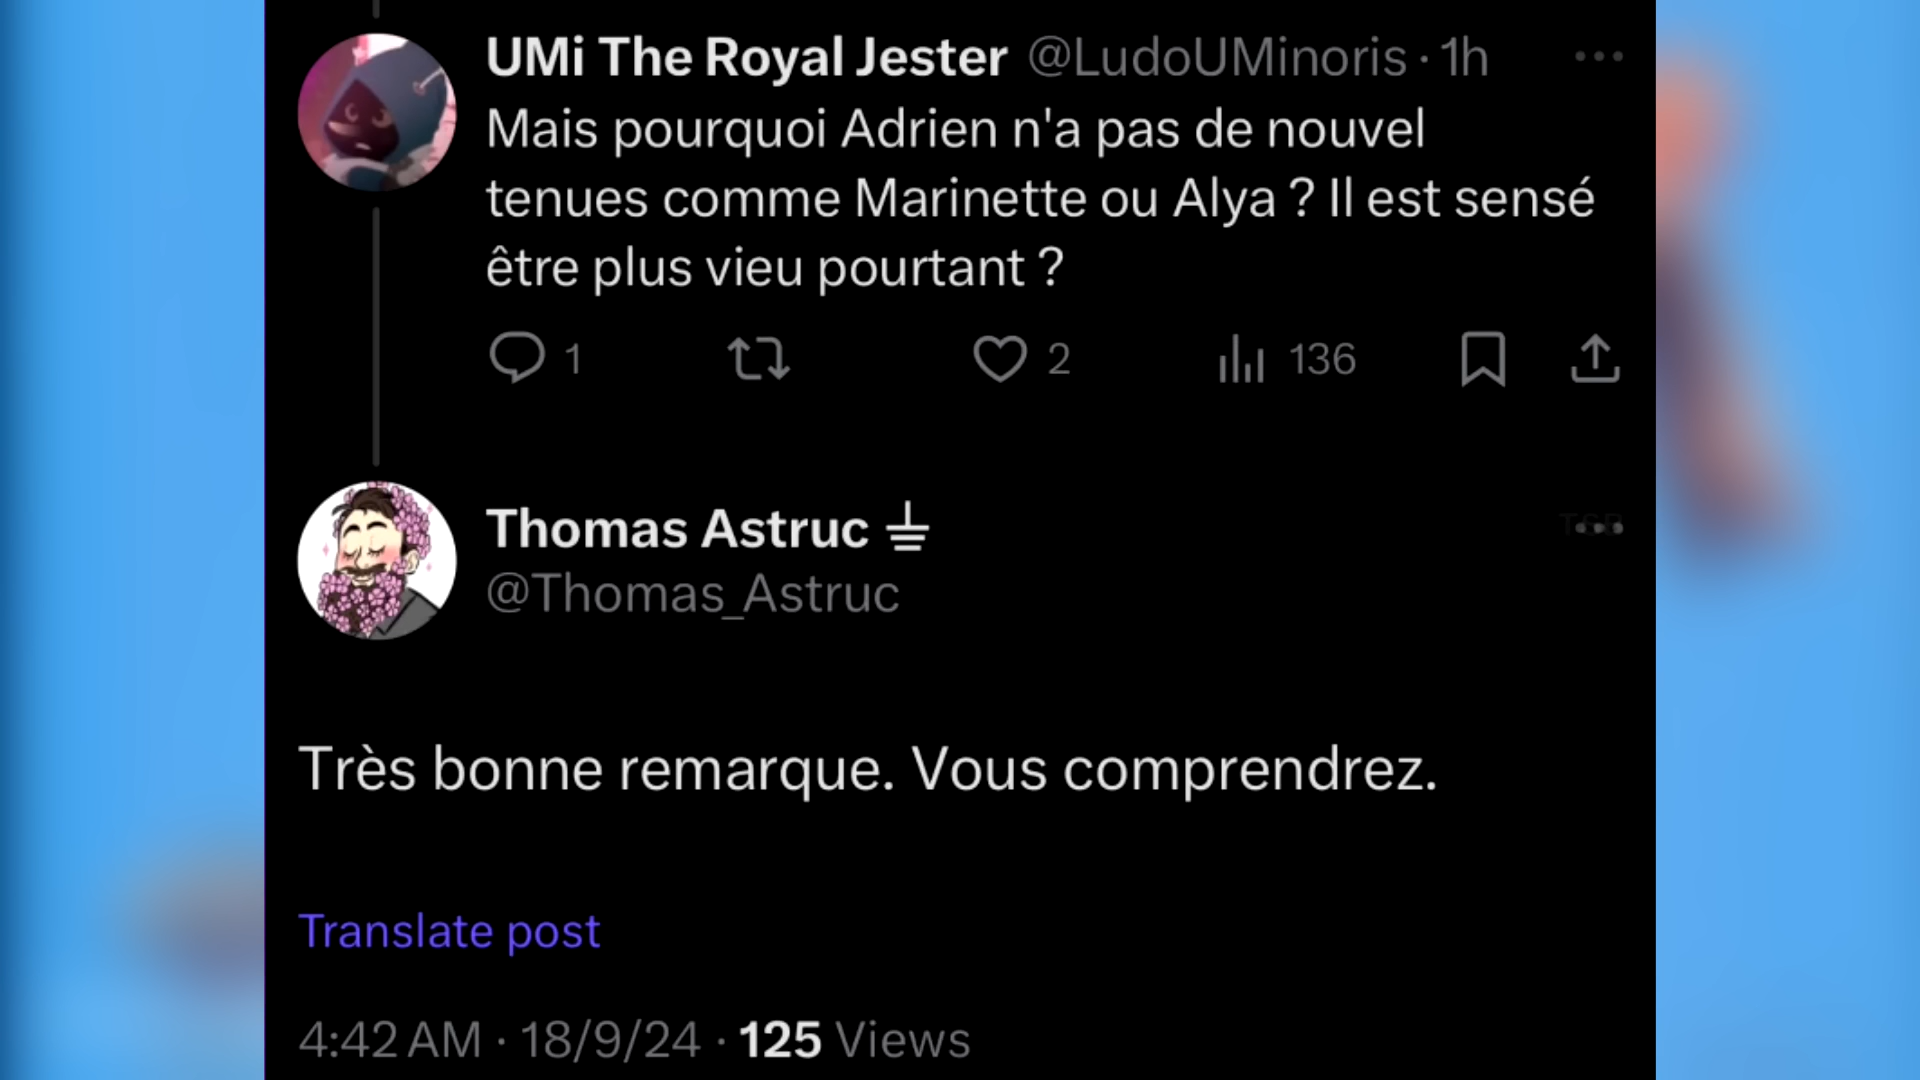 UMi The Royal Jester @LudoUMinoris · 1h
Mais pourquoi Adrien n'a pas de nouvel
tenues comme Marinette ou Alya ? Il est sensé
être plus vieu pourtant ?
1 2 136
Thomas Astruc
@Thomas_Astruc
Très bonne remarque. Vous comprendrez.
Translate post
4:42 AM · 18/9/24 · 125 Views